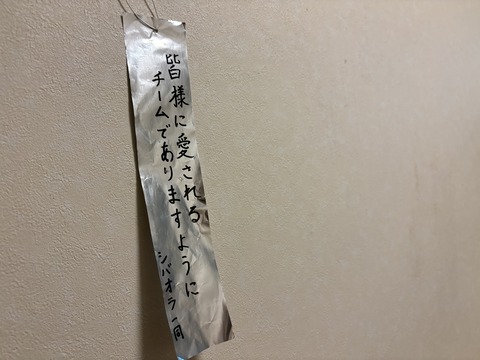 皆様に愛される
チームでありますように
シバオラ一同